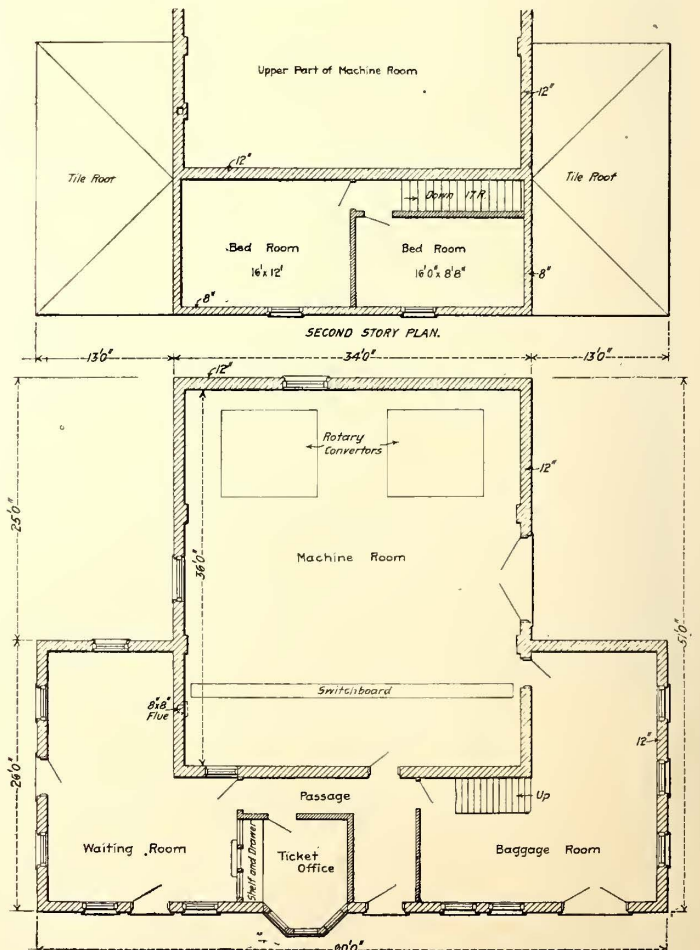 Upper Part of Machine Room
12"
12"
Tile Roof
Tile Roof
Down 17 R.
Bed Room
16'x 12'
Bed Room
16'0"x 8'8"
8"
8"
SECOND STORY PLAN.
13'0"
34'0"
13'0"
12"
Rotary
Convertors
12"
25'0"
36'0"
Machine Room
51'0"
Switchboard
8"x8"
Flue
12"
26'0"
Passage
Up
Waiting Room
Shelf and Drawer
Ticket
Office
Baggage Room
60'0"